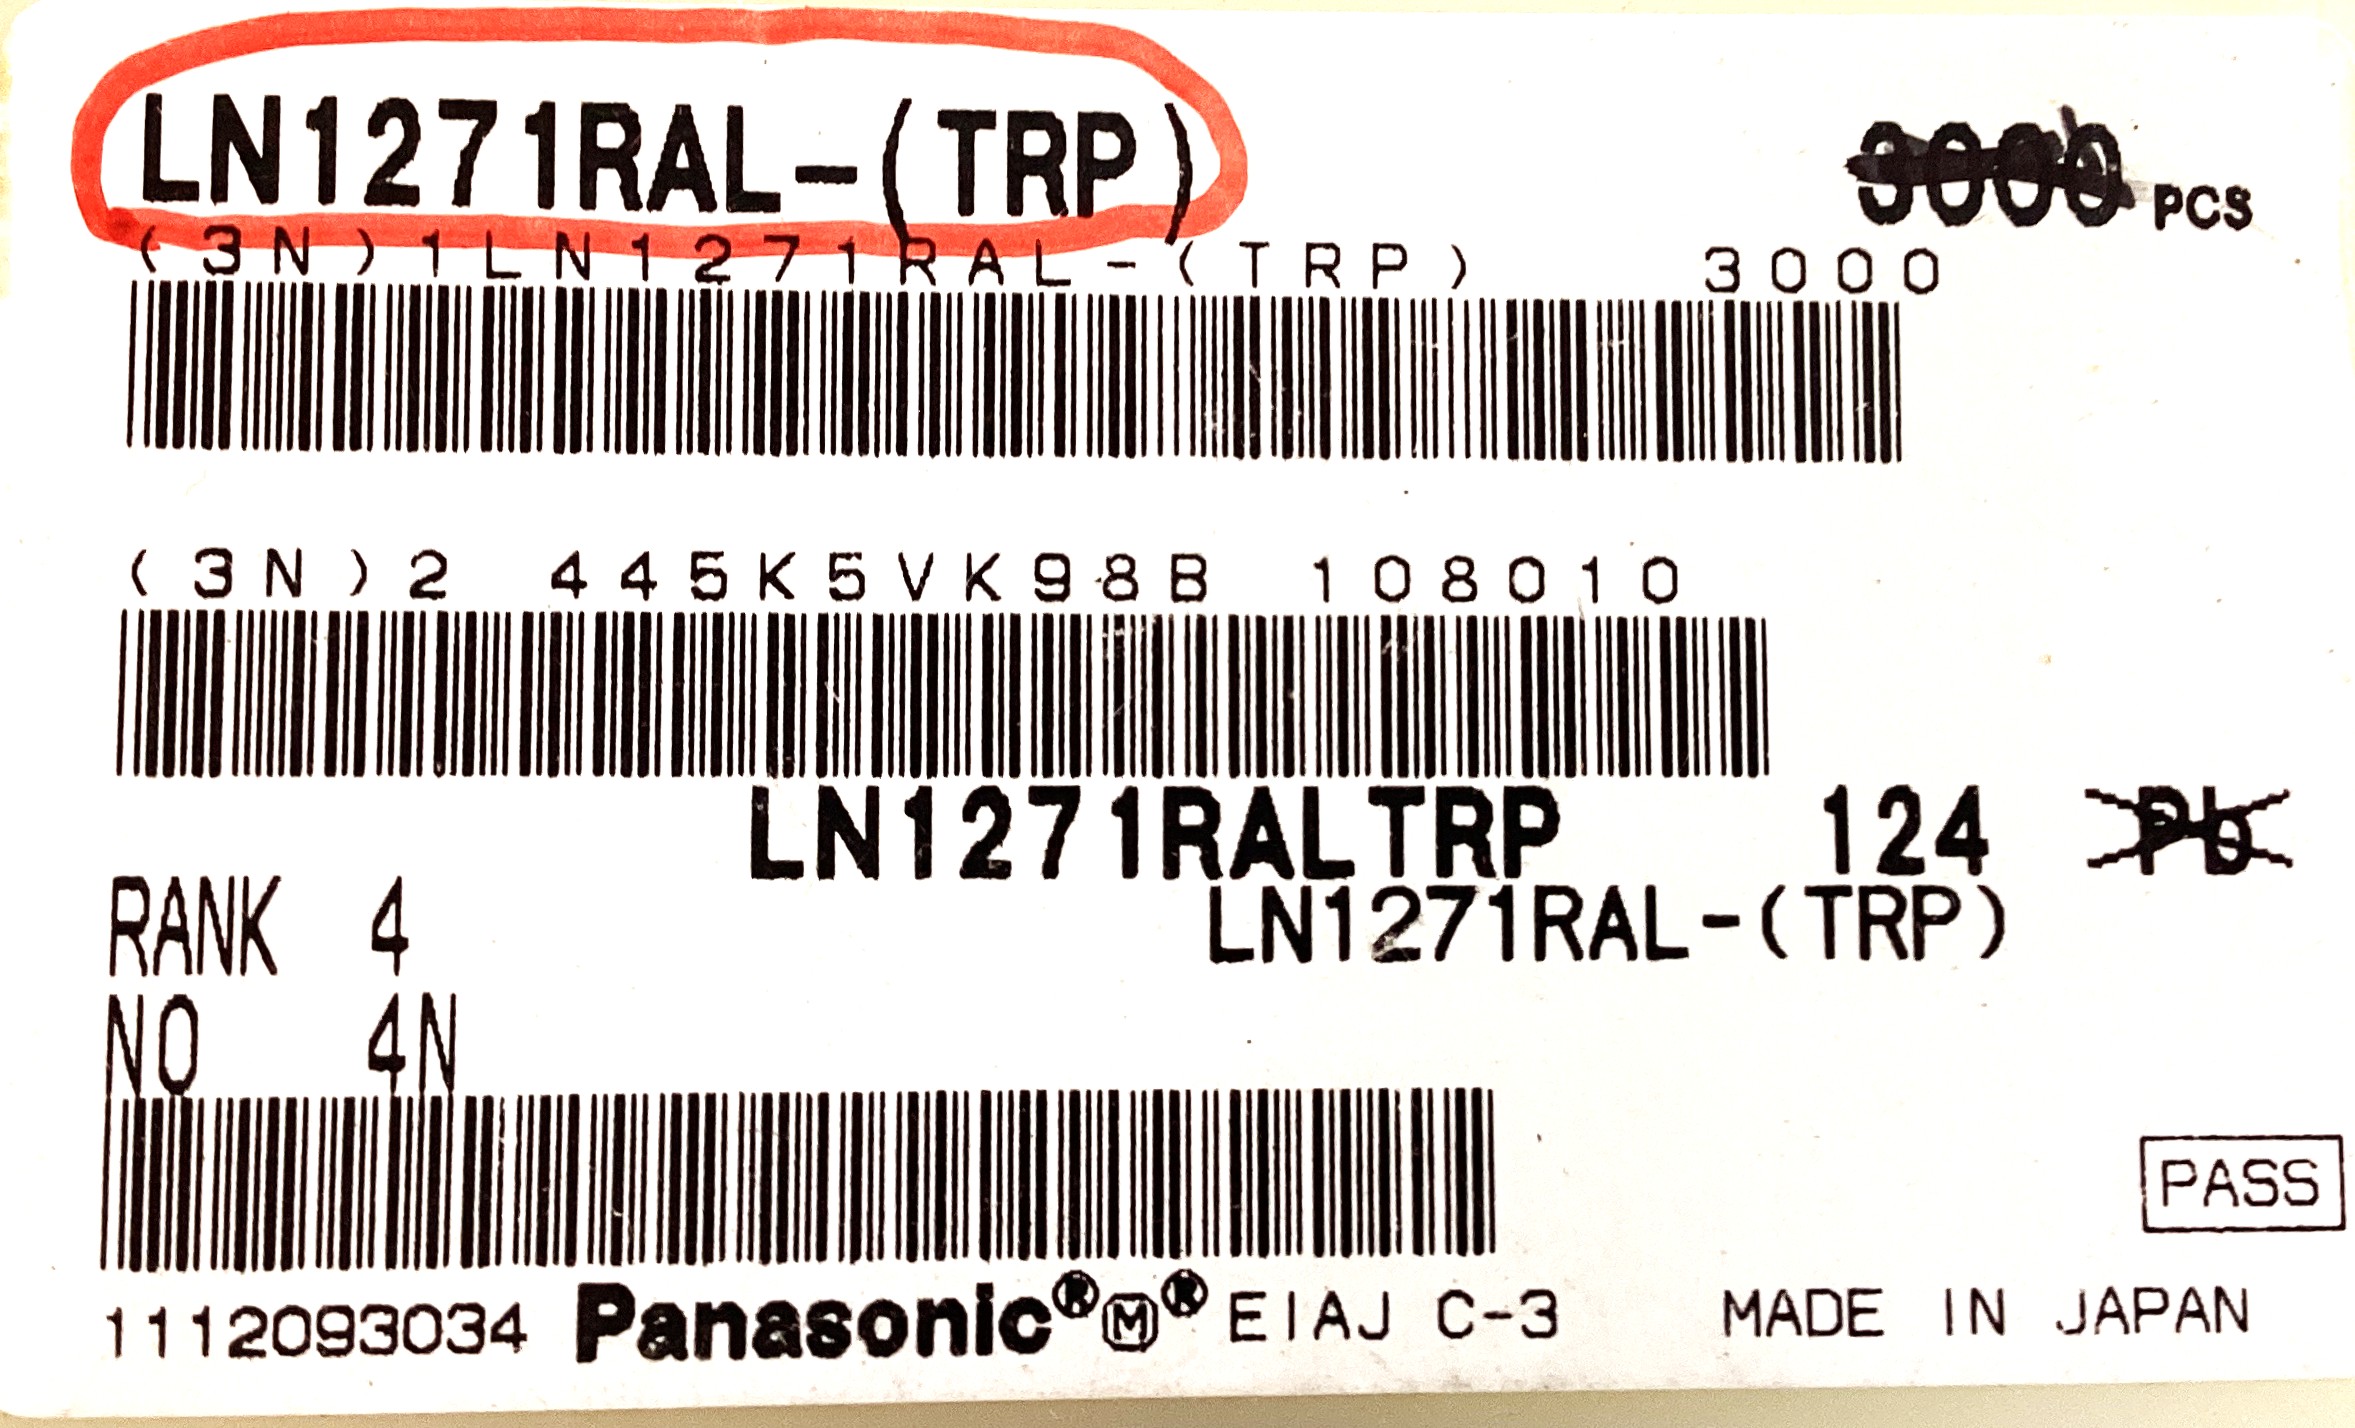 LN1271RAL-(TRP) 3000 PCS
(3N)1LN1271RAL-(TRP) 3000
(3N)2 445K5VK98B 108010
LN1271RALTRP 124 Pb
RANK 4 LN1271RAL-(TRP)
NO 4N
PASS
1112093034 Panasonic® M® EIAJ C-3 MADE IN JAPAN